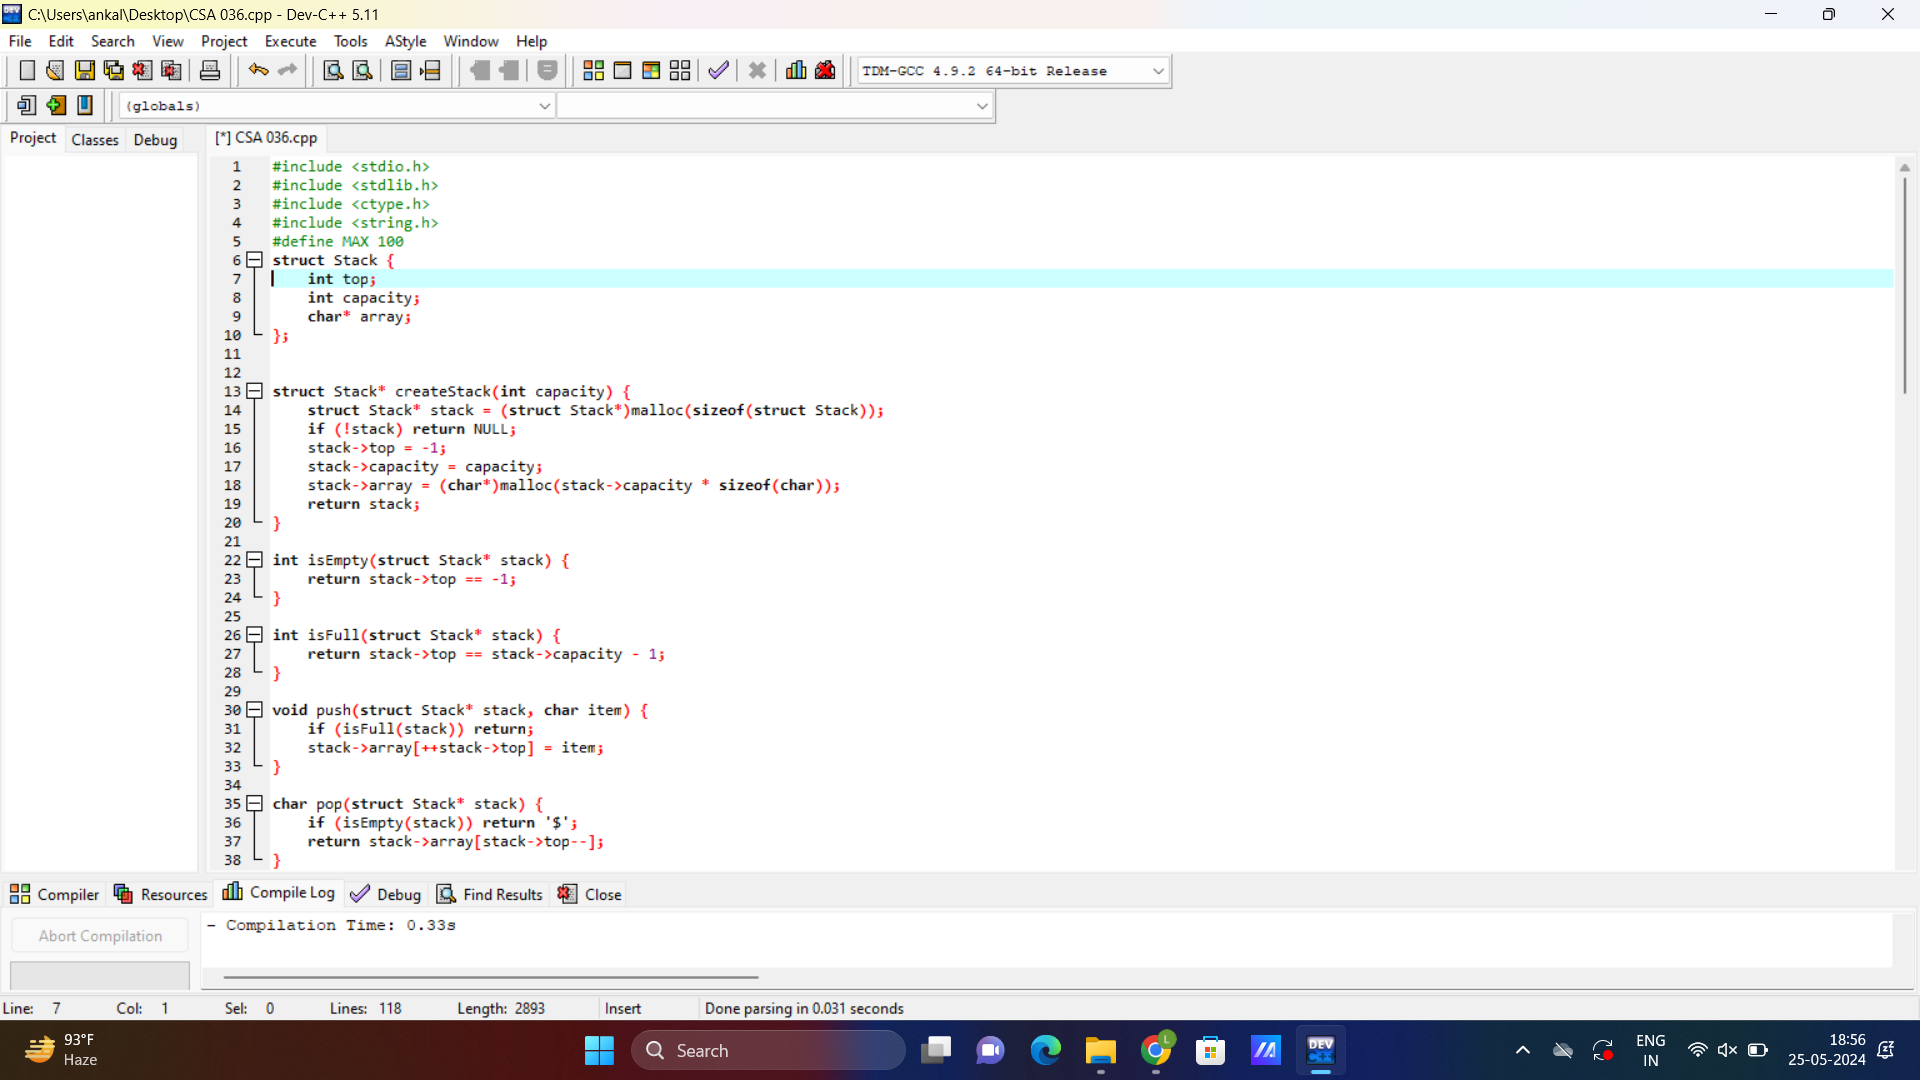 C:\Users\ankal\Desktop\CSA 036.cpp - Dev-C++ 5.11
File Edit Search View Project Execute Tools AStyle Window Help
TDM-GCC 4.9.2 64-bit Release
(globals)
Project Classes Debug [*] CSA 036.cpp
1 #include <stdio.h>
2 #include <stdlib.h>
3 #include <ctype.h>
4 #include <string.h>
5 #define MAX 100
6 struct Stack {
7     int top;
8     int capacity;
9     char* array;
10 };
11
12
13 struct Stack* createStack(int capacity) {
14     struct Stack* stack = (struct Stack*)malloc(sizeof(struct Stack));
15     if (!stack) return NULL;
16     stack->top = -1;
17     stack->capacity = capacity;
18     stack->array = (char*)malloc(stack->capacity * sizeof(char));
19     return stack;
20 }
21
22 int isEmpty(struct Stack* stack) {
23     return stack->top == -1;
24 }
25
26 int isFull(struct Stack* stack) {
27     return stack->top == stack->capacity - 1;
28 }
29
30 void push(struct Stack* stack, char item) {
31     if (isFull(stack)) return;
32     stack->array[++stack->top] = item;
33 }
34
35 char pop(struct Stack* stack) {
36     if (isEmpty(stack)) return '$';
37     return stack->array[stack->top--];
38 }
Compiler Resources Compile Log Debug Find Results Close
Abort Compilation
- Compilation Time: 0.33s
Line: 7 Col: 1 Sel: 0 Lines: 118 Length: 2893 Insert Done parsing in 0.031 seconds
93°F
Haze
Search
L
DEV
C++
ENG
IN
18:56
25-05-2024